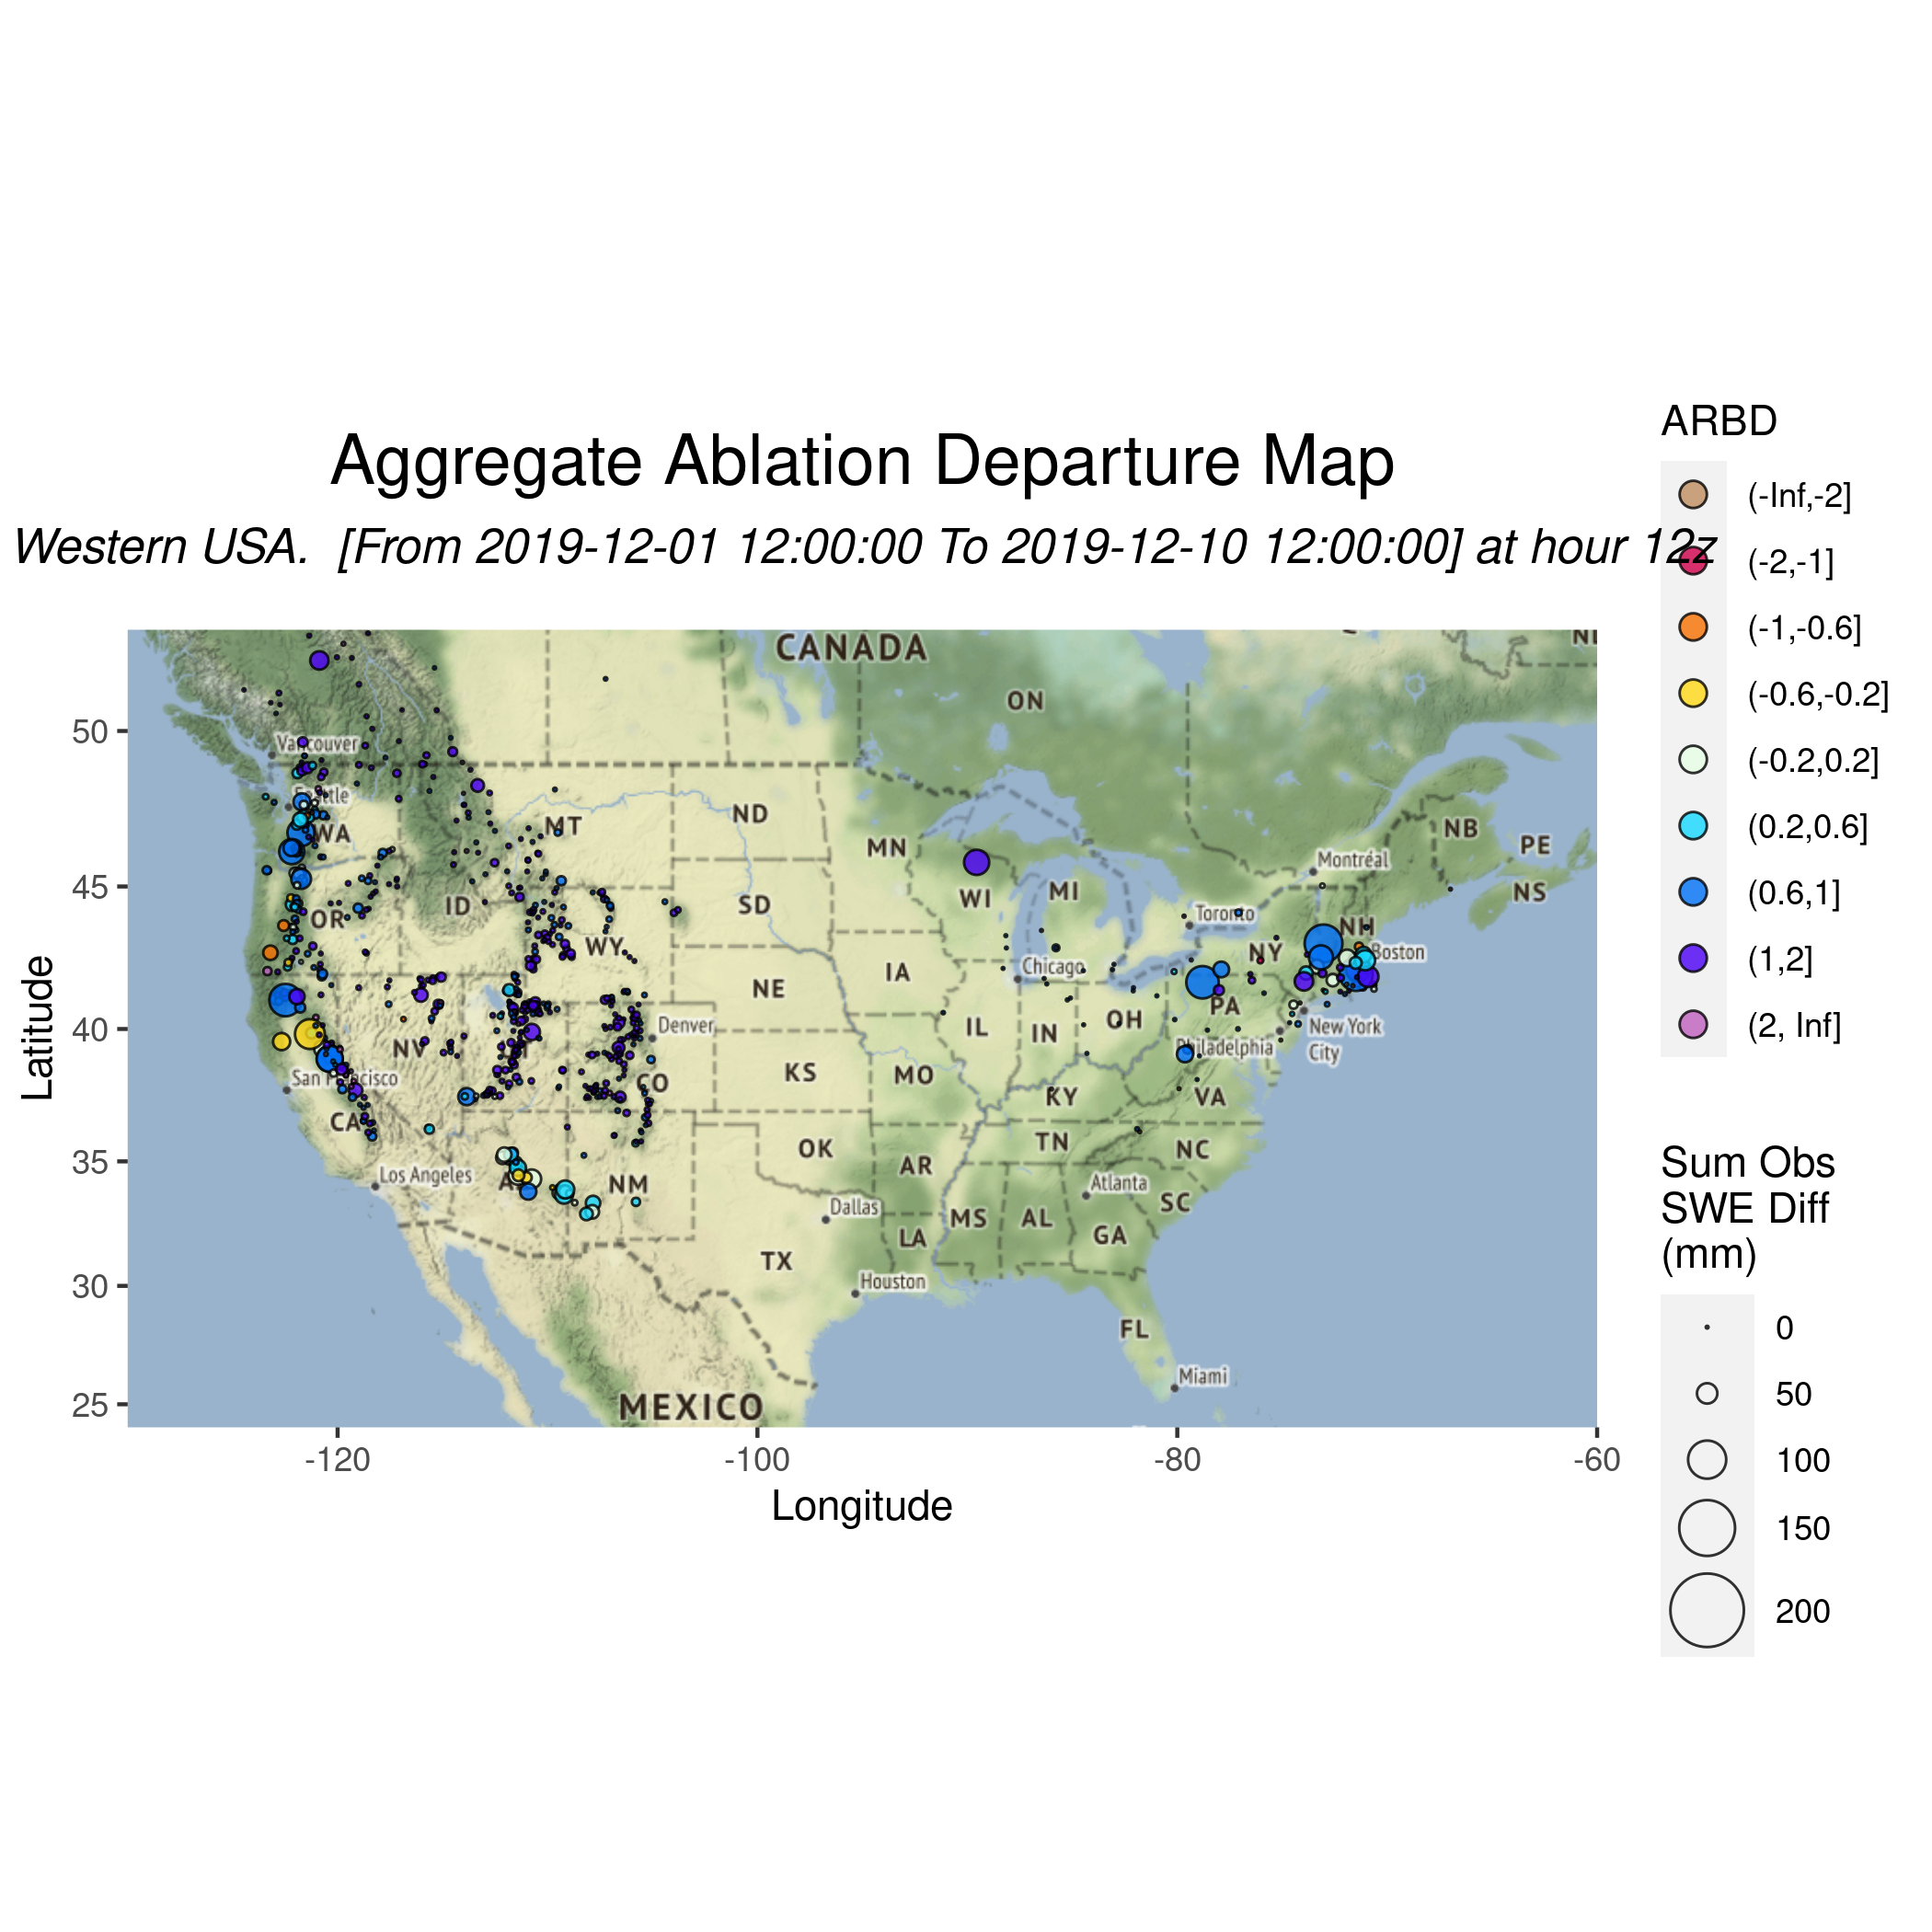 Aggregate Ablation Departure Map
Western USA.  [From 2019-12-01 12:00:00 To 2019-12-10 12:00:00] at hour 12z
Latitude
50
45
40
35
30
25
-120
-100
-80
-60
Longitude
CANADA
ON
Vancouver
Seattle
WA
MT
ND
MN
NB
PE
Montréal
NS
OR
ID
SD
WI
MI
Toronto
NH
WY
NY
Boston
Chicago
IA
NE
PA
Denver
IL
IN
OH
New York
City
NV
Philadelphia
San Francisco
CO
KS
MO
KY
VA
CA
TN
OK
NC
Los Angeles
AR
NM
Atlanta
SC
Dallas
MS
AL
GA
LA
TX
Houston
FL
Miami
MEXICO
ARBD
(-Inf,-2]
(-2,-1]
(-1,-0.6]
(-0.6,-0.2]
(-0.2,0.2]
(0.2,0.6]
(0.6,1]
(1,2]
(2, Inf]
Sum Obs
SWE Diff
(mm)
0
50
100
150
200